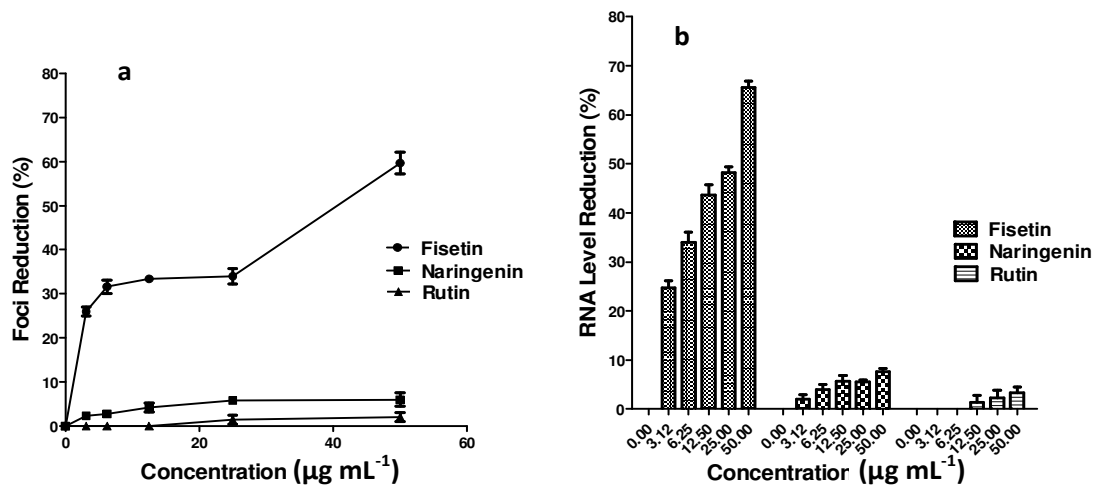 a
80
70
60
50
40
30
20
10
0
Foci Reduction (%)
0 20 40 60
Concentration (µg mL-1)
Fisetin
Naringenin
Rutin
b
80
70
60
50
40
30
20
10
0
RNA Level Reduction (%)
0.00 3.12 6.25 12.50 25.00 50.00 0.00 3.12 6.25 12.50 25.00 50.00 0.00 3.12 6.25 12.50 25.00 50.00
Concentration (µg mL-1)
Fisetin
Naringenin
Rutin